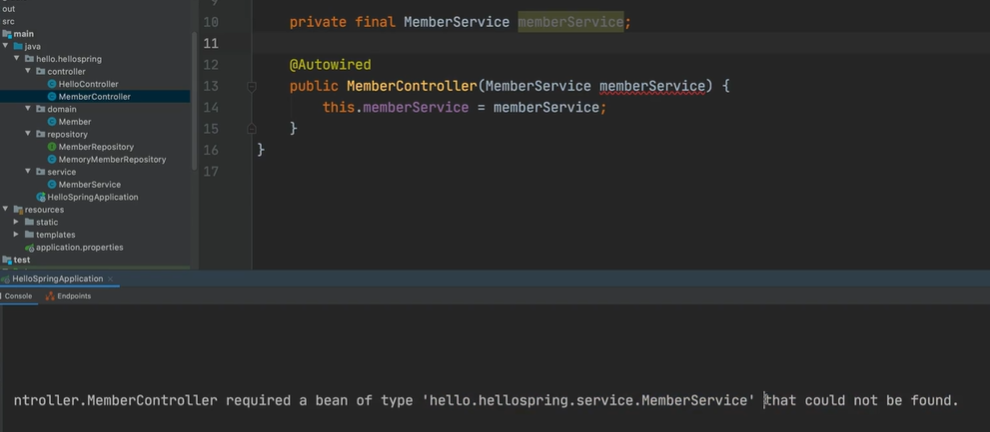 out
src
main
java
hello.hellospring
controller
HelloController
MemberController
domain
Member
repository
MemberRepository
MemoryMemberRepository
service
MemberService
HelloSpringApplication
resources
static
templates
application.properties
test
9
10 private final MemberService memberService;
11
12 @Autowired
13 public MemberController(MemberService memberService) {
14 this.memberService = memberService;
15 }
16 }
17
HelloSpringApplication ×
Console Endpoints
ntroller.MemberController required a bean of type 'hello.hellospring.service.MemberService' that could not be found.